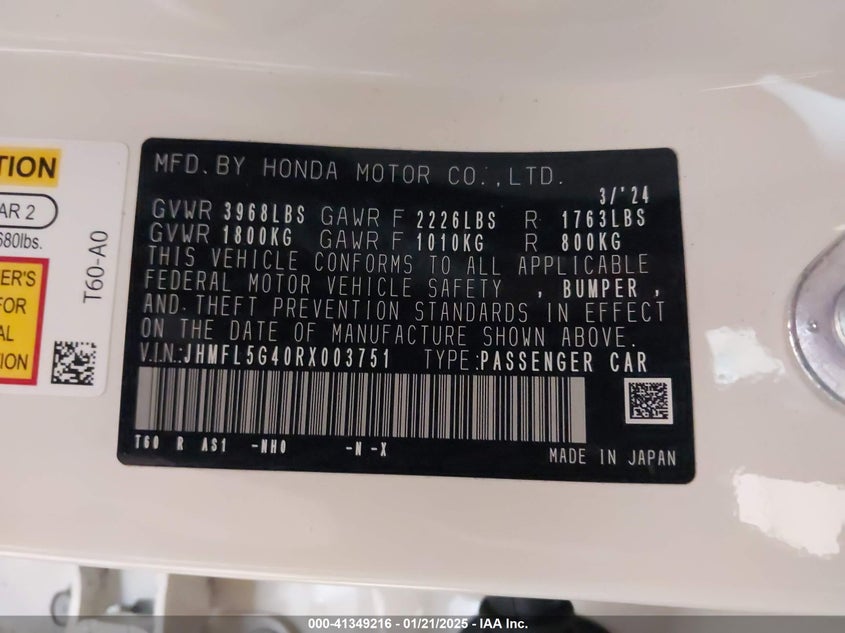 TION
AR 2
680lbs.
ER'S
FOR
AL
TION
T60-A0
MFD. BY HONDA MOTOR CO., LTD.
3/'24
GVWR 3968LBS GAWR F 2226LBS R 1763LBS
GVWR 1800KG GAWR F 1010KG R 800KG
THIS VEHICLE CONFORMS TO ALL APPLICABLE
FEDERAL MOTOR VEHICLE SAFETY , BUMPER ,
AND THEFT PREVENTION STANDARDS IN EFFECT
ON THE DATE OF MANUFACTURE SHOWN ABOVE.
V.I.N.:JHMFL5G40RX003751 TYPE:PASSENGER CAR
T60 R AS1 -NH0 -N -X
MADE IN JAPAN
000-41349216 - 01/21/2025 - IAA Inc.